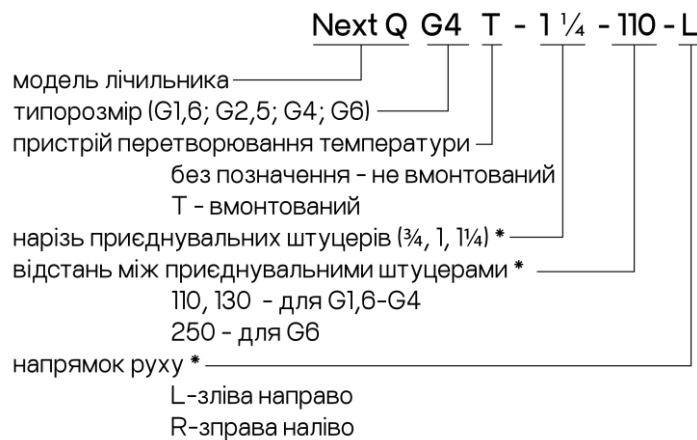 Next Q G4 T - 1 ¼ - 110 - L
модель лічильника
типорозмір (G1,6; G2,5; G4; G6)
пристрій перетворювання температури
без позначення - не вмонтований
Т - вмонтований
нарізь приєднувальних штуцерів (¾, 1, 1¼) *
відстань між приєднувальними штуцерами *
110, 130 - для G1,6-G4
250 - для G6
напрямок руху *
L-зліва направо
R-зправа наліво